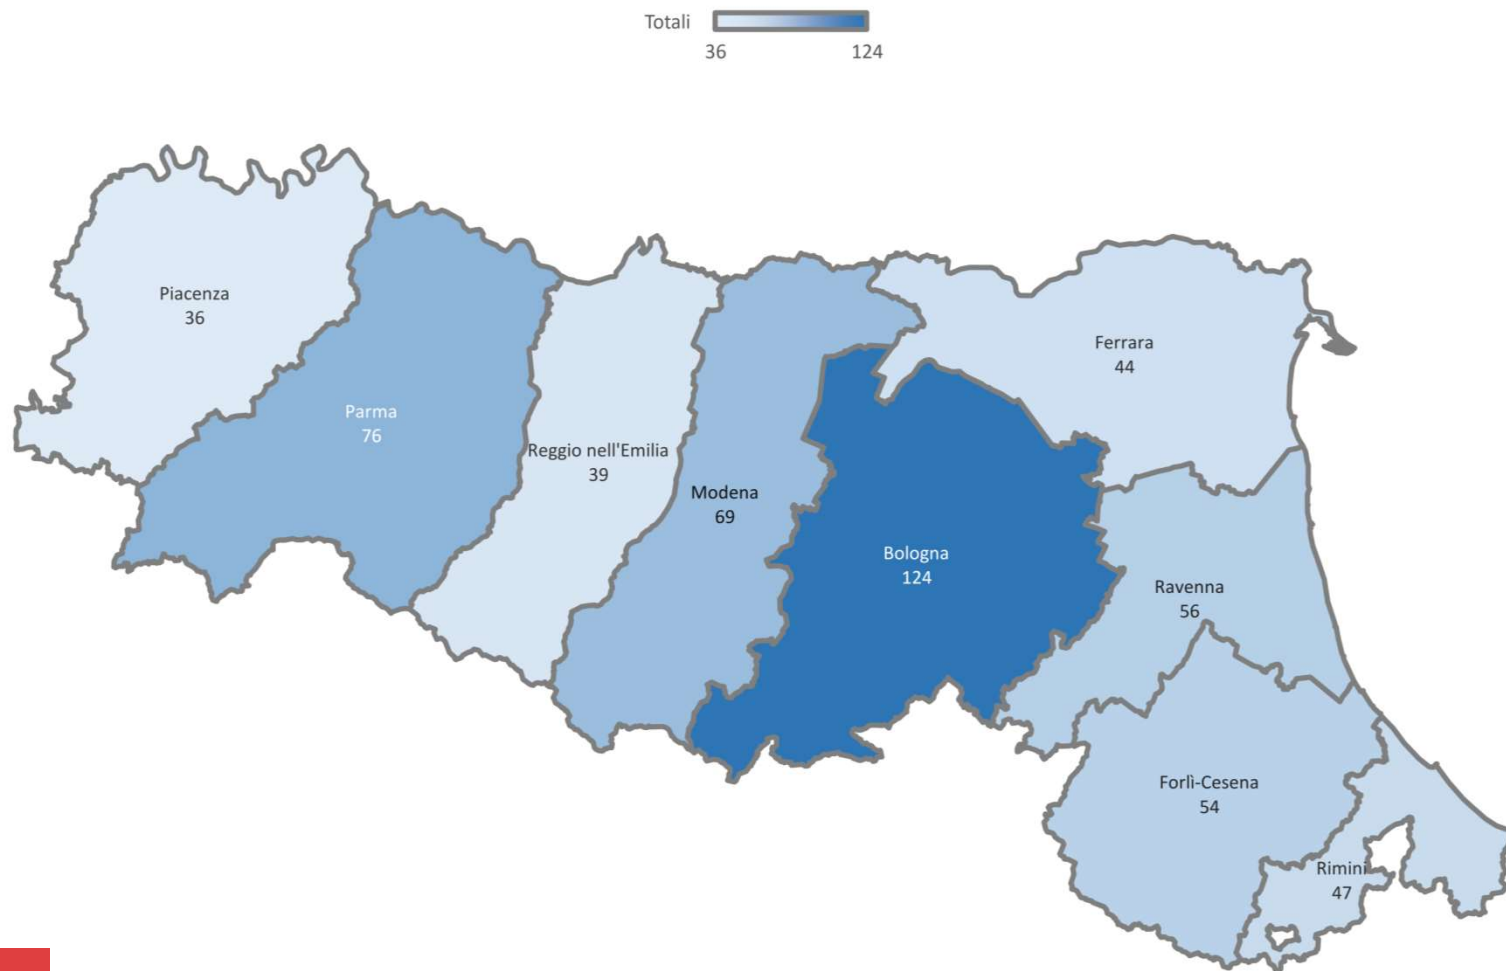 Totali
36 124
Piacenza
36
Parma
76
Reggio nell'Emilia
39
Modena
69
Bologna
124
Ferrara
44
Ravenna
56
Forlì-Cesena
54
Rimini
47